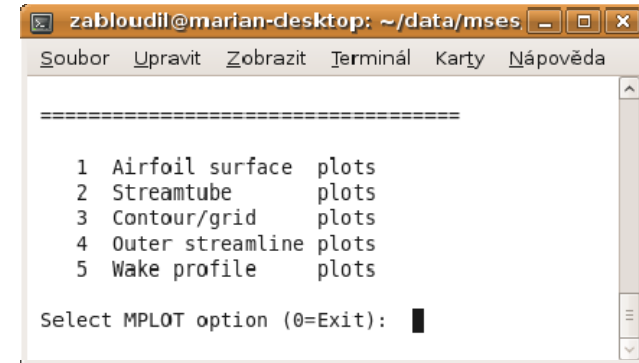 zabloudil@marian-desktop: ~/data/mses
Soubor Upravit Zobrazit Terminál Karty Nápověda
===================================
1 Airfoil surface plots
2 Streamtube plots
3 Contour/grid plots
4 Outer streamline plots
5 Wake profile plots
Select MPLOT option (0=Exit):